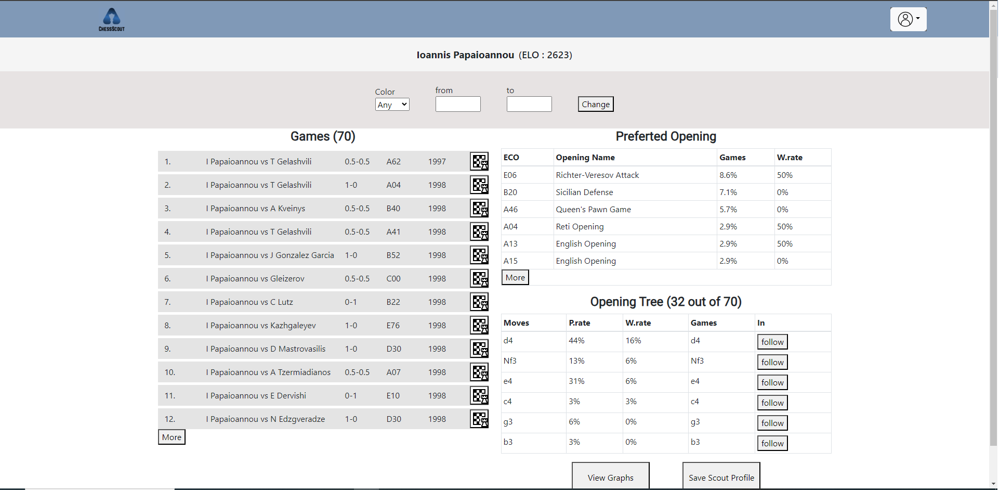 ChessScout
Ioannis Papaioannou (ELO : 2623)
Color from to
Any Change
Games (70)
1. I Papaioannou vs T Gelashvili 0.5-0.5 A62 1997
2. I Papaioannou vs T Gelashvili 1-0 A04 1998
3. I Papaioannou vs A Kveinys 0.5-0.5 B40 1998
4. I Papaioannou vs T Gelashvili 0.5-0.5 A41 1998
5. I Papaioannou vs J Gonzalez Garcia 1-0 B52 1998
6. I Papaioannou vs Gleizerov 0.5-0.5 C00 1998
7. I Papaioannou vs C Lutz 0-1 B22 1998
8. I Papaioannou vs Kazhgaleyev 1-0 E76 1998
9. I Papaioannou vs D Mastrovasilis 1-0 D30 1998
10. I Papaioannou vs A Tzermiadianos 0.5-0.5 A07 1998
11. I Papaioannou vs E Dervishi 0-1 E10 1998
12. I Papaioannou vs N Edzgveradze 1-0 D30 1998
More
Preferted Opening
ECO Opening Name Games W.rate
E06 Richter-Veresov Attack 8.6% 50%
B20 Sicilian Defense 7.1% 0%
A46 Queen's Pawn Game 5.7% 0%
A04 Reti Opening 2.9% 50%
A13 English Opening 2.9% 50%
A15 English Opening 2.9% 0%
More
Opening Tree (32 out of 70)
Moves P.rate W.rate Games In
d4 44% 16% d4 follow
Nf3 13% 6% Nf3 follow
e4 31% 6% e4 follow
c4 3% 3% c4 follow
g3 6% 0% g3 follow
b3 3% 0% b3 follow
View Graphs Save Scout Profile